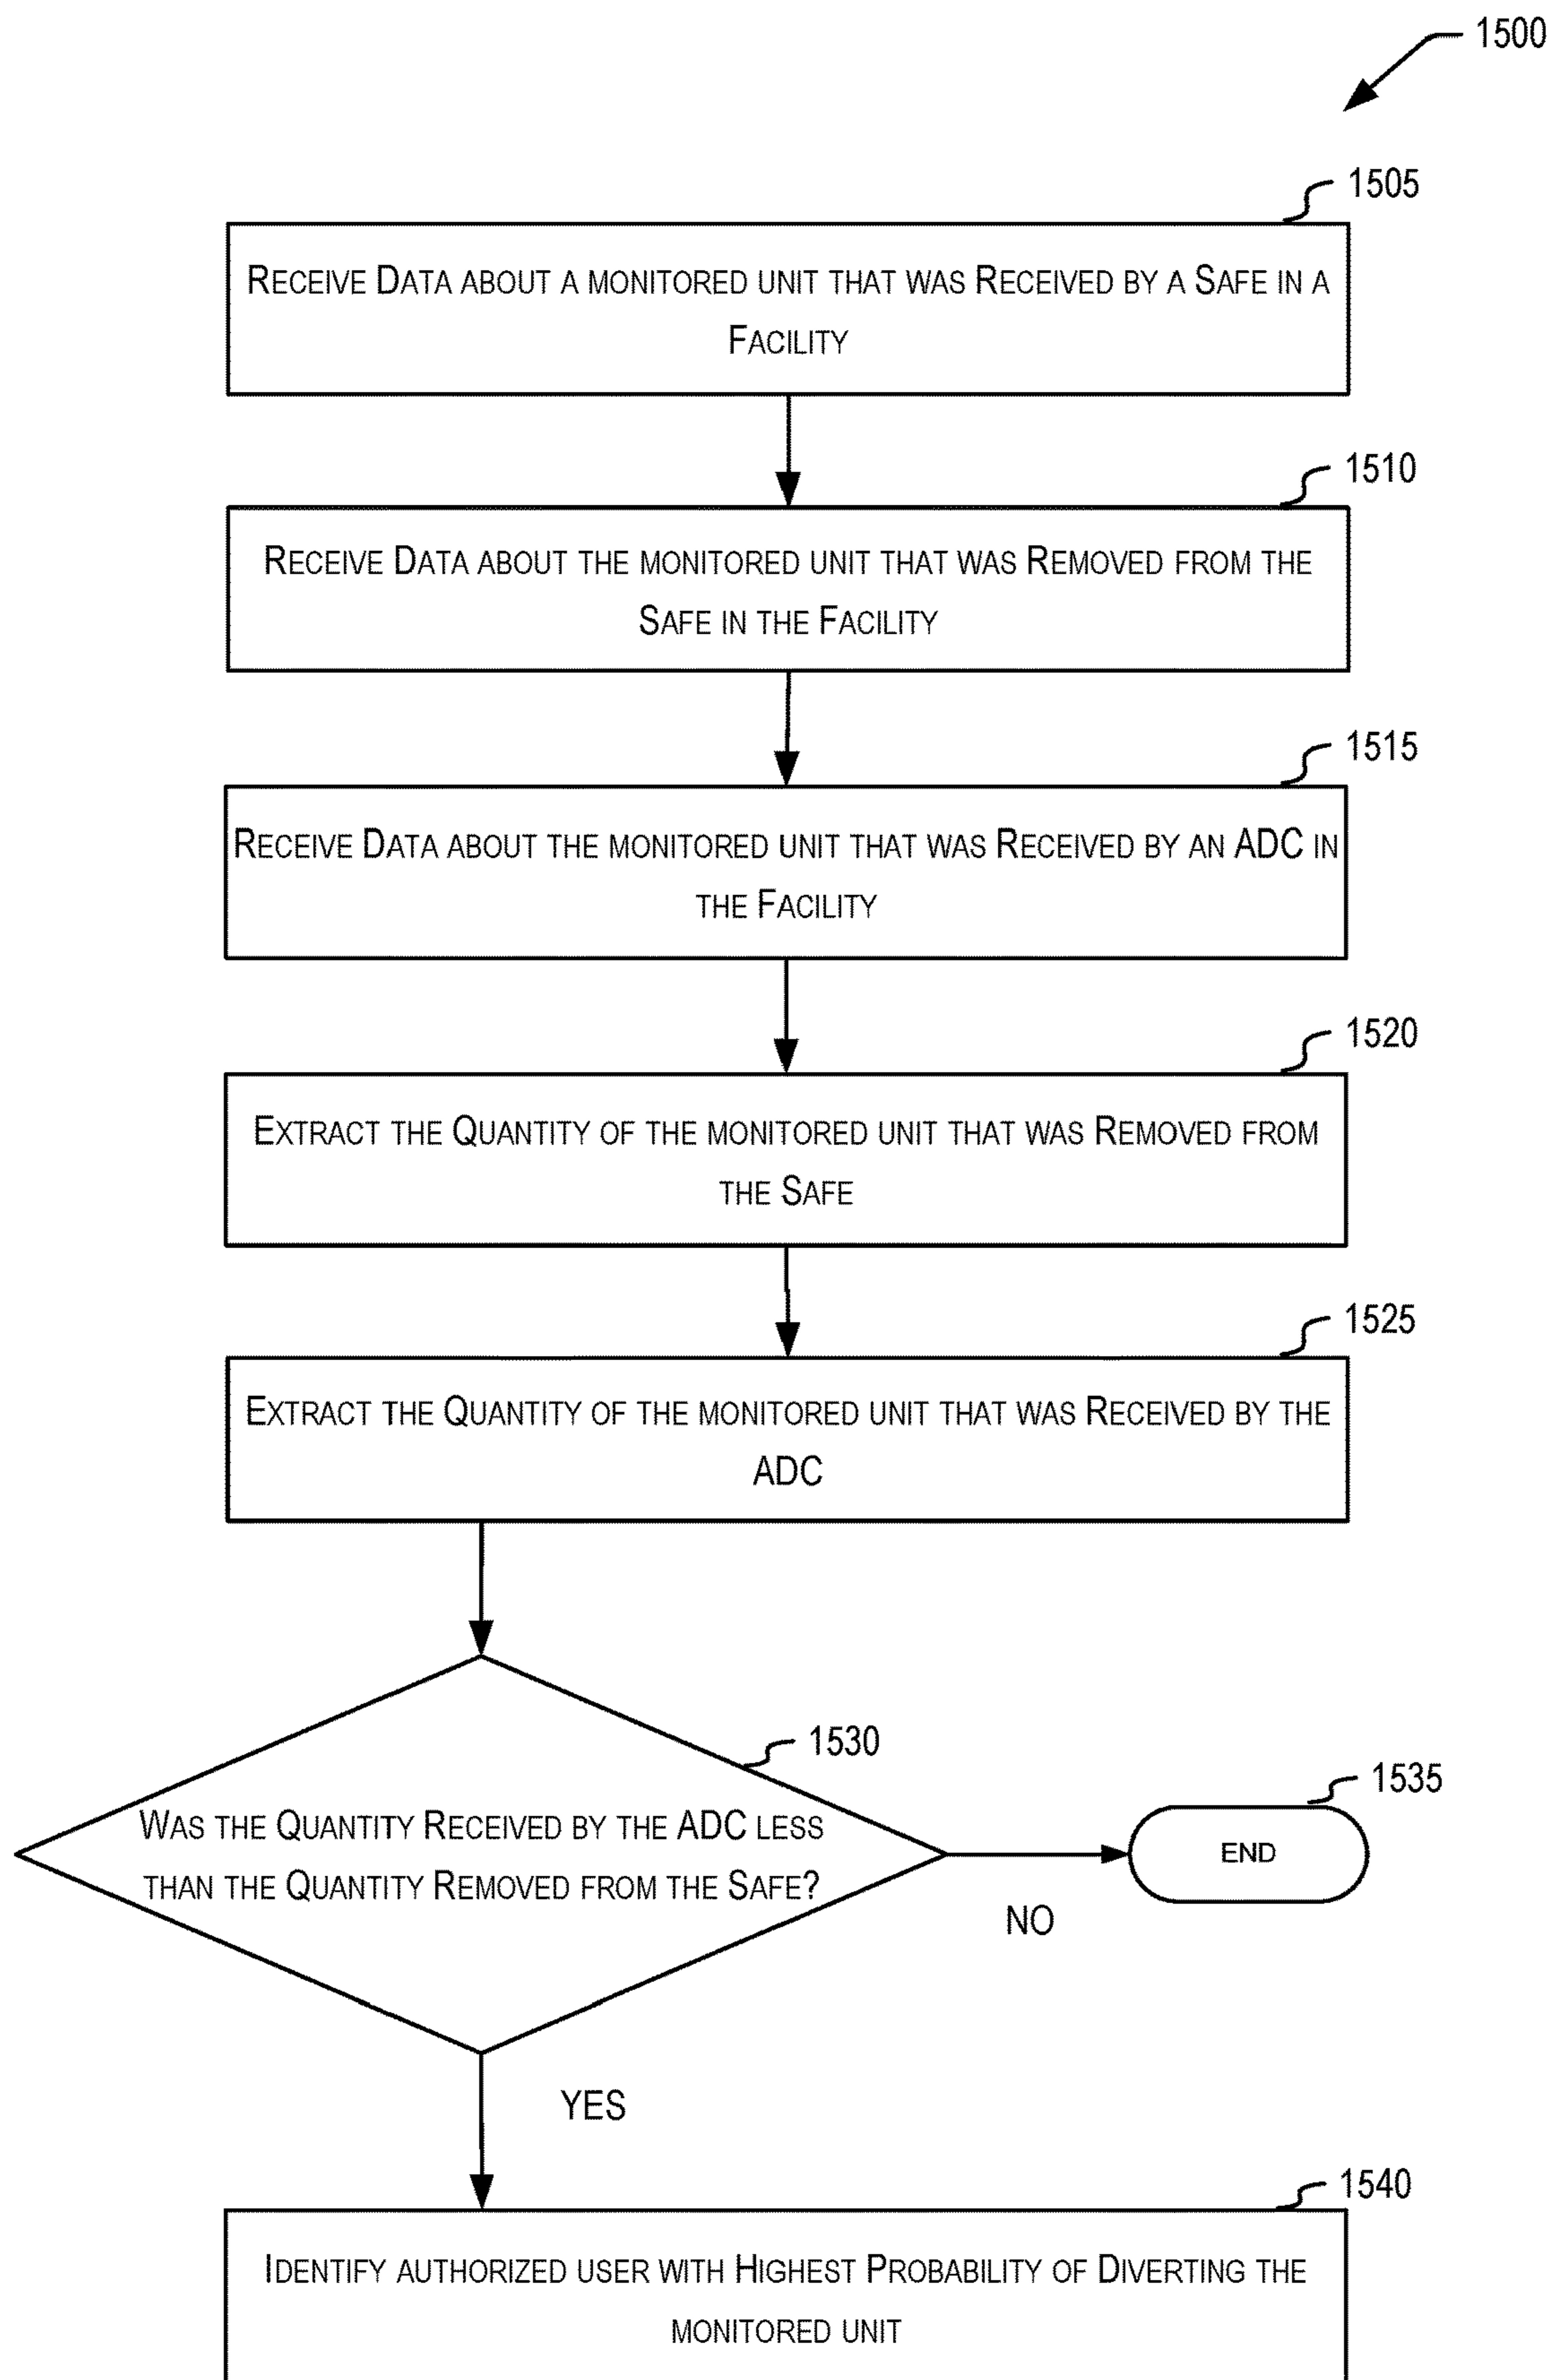 1500
1505
Receive Data about a monitored unit that was Received by a Safe in a
Facility
1510
Receive Data about the monitored unit that was Removed from the
Safe in the Facility
1515
Receive Data about the monitored unit that was Received by an ADC in
the Facility
1520
Extract the Quantity of the monitored unit that was Removed from
the Safe
1525
Extract the Quantity of the monitored unit that was Received by the
ADC
1530
Was the Quantity Received by the ADC less
than the Quantity Removed from the Safe?
1535
END
NO
YES
1540
Identify authorized user with Highest Probability of Diverting the
monitored unit